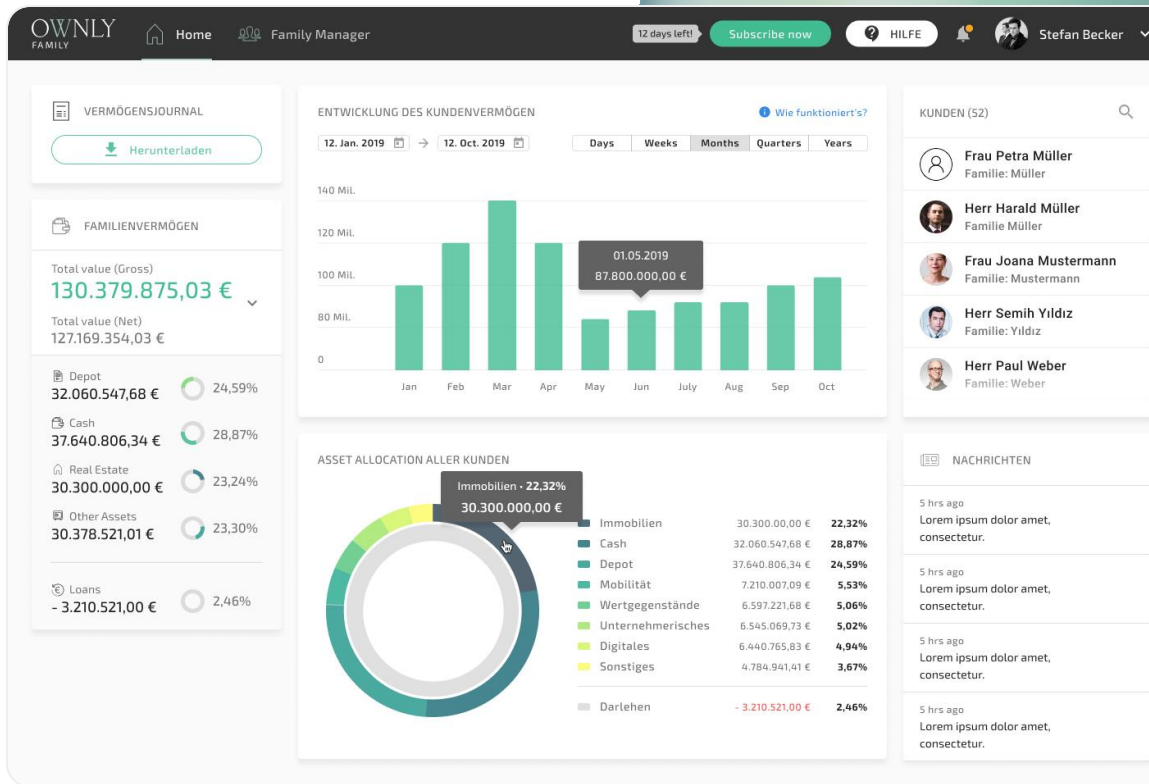 OWNLY
FAMILY
Home
Family Manager
12 days left!
Subscribe now
HILFE
Stefan Becker
VERMÖGENSJOURNAL
Herunterladen
FAMILIENVERMÖGEN
Total value (Gross)
130.379.875,03 €
Total value (Net)
127.169.354,03 €
Depot
32.060.547,68 €
24,59%
Cash
37.640.806,34 €
28,87%
Real Estate
30.300.000,00 €
23,24%
Other Assets
30.378.521,01 €
23,30%
Loans
- 3.210.521,00 €
2,46%
ENTWICKLUNG DES KUNDENVERMÖGEN
Wie funktioniert's?
12. Jan. 2019 → 12. Oct. 2019
Days Weeks Months Quarters Years
140 Mil.
120 Mil.
100 Mil.
80 Mil.
0
01.05.2019
87.800.000,00 €
Jan Feb Mar Apr May Jun July Aug Sep Oct
ASSET ALLOCATION ALLER KUNDEN
Immobilien • 22,32%
30.300.000,00 €
Immobilien 30.300.00,00 € 22,32%
Cash 32.060.547,68 € 28,87%
Depot 37.640.806,34 € 24,59%
Mobilität 7.210.007,09 € 5,53%
Wertgegenstände 6.597.221,68 € 5,06%
Unternehmerisches 6.545.069,73 € 5,02%
Digitales 6.440.765,83 € 4,94%
Sonstiges 4.784.941,41 € 3,67%
Darlehen - 3.210.521,00 € 2,46%
KUNDEN (52)
Frau Petra Müller
Familie: Müller
Herr Harald Müller
Familie Müller
Frau Joana Mustermann
Familie: Mustermann
Herr Semih Yıldız
Familie: Yıldız
Herr Paul Weber
Familie: Weber
NACHRICHTEN
5 hrs ago
Lorem ipsum dolor amet,
consectetur.
5 hrs ago
Lorem ipsum dolor amet,
consectetur.
5 hrs ago
Lorem ipsum dolor amet,
consectetur.
5 hrs ago
Lorem ipsum dolor amet,
consectetur.